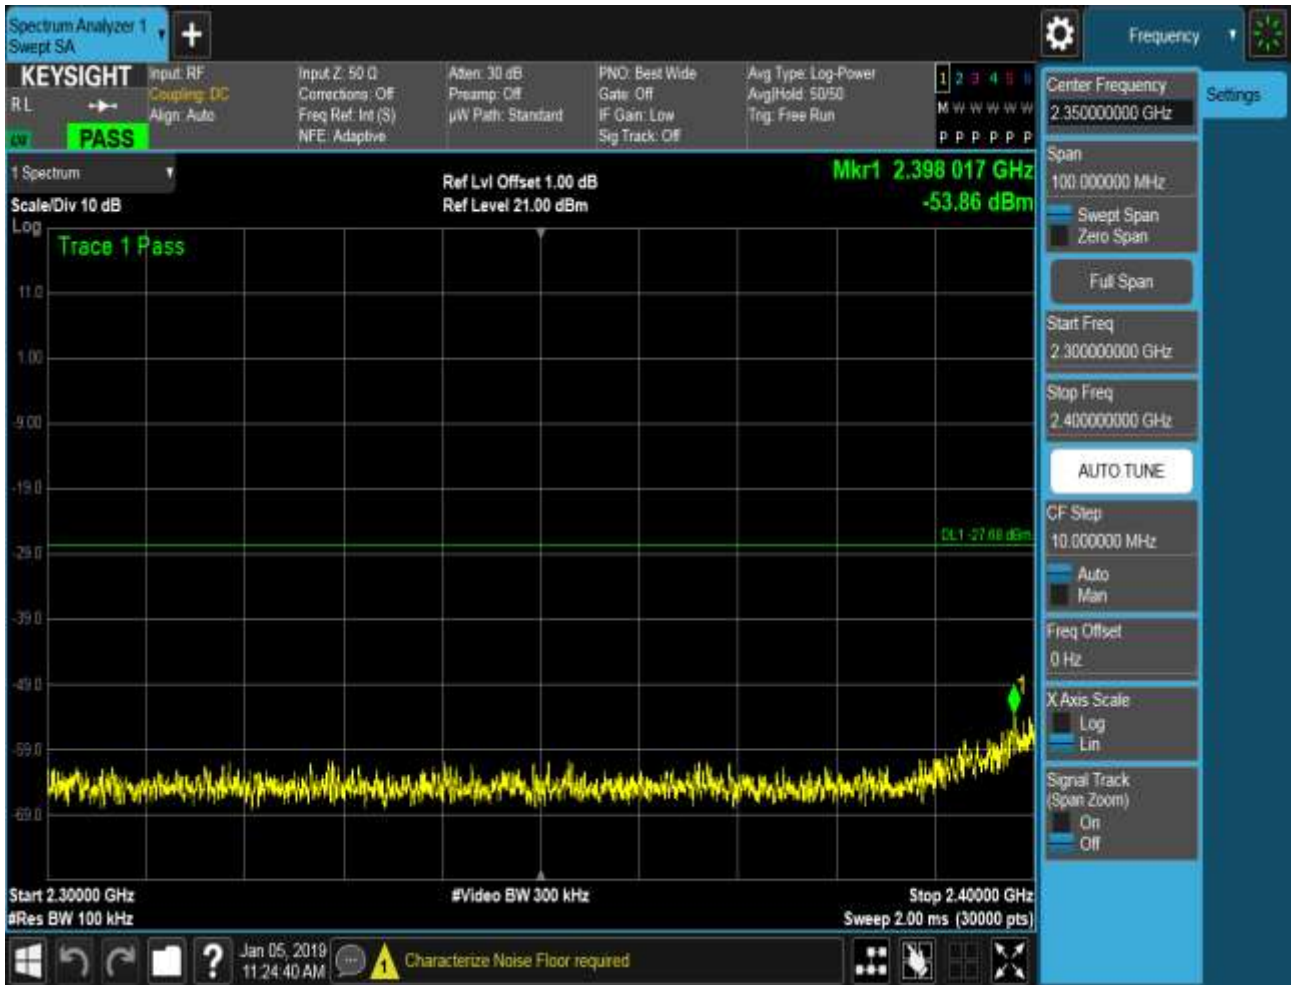 Spectrum Analyzer 1
Swept SA
Frequency
KEYSIGHT
R L
PASS
Input: RF
Coupling: DC
Align: Auto
Input Z: 50 Ω
Corrections: Off
Freq Ref: Int (S)
NFE: Adaptive
Atten: 30 dB
Preamp: Off
µW Path: Standard
PNO: Best Wide
Gate: Off
IF Gain: Low
Sig Track: Off
Avg Type: Log-Power
Avg|Hold: 50/50
Trig: Free Run
1 2 3 4 5 6
M W W W W W
P P P P P P
1 Spectrum
Scale/Div 10 dB
Ref Lvl Offset 1.00 dB
Ref Level 21.00 dBm
Mkr1 2.398 017 GHz
-53.86 dBm
Log
Trace 1 Pass
11.0
1.00
-9.00
-19.0
DL1 -27.68 dBm
-29.0
-39.0
-49.0
1
-59.0
-69.0
Start 2.30000 GHz
#Video BW 300 kHz
Stop 2.40000 GHz
#Res BW 100 kHz
Sweep 2.00 ms (30000 pts)
Center Frequency
2.350000000 GHz
Settings
Span
100.000000 MHz
Swept Span
Zero Span
Full Span
Start Freq
2.300000000 GHz
Stop Freq
2.400000000 GHz
AUTO TUNE
CF Step
10.000000 MHz
Auto
Man
Freq Offset
0 Hz
X Axis Scale
Log
Lin
Signal Track
(Span Zoom)
On
Off
?
Jan 05, 2019
11:24:40 AM
1
Characterize Noise Floor required